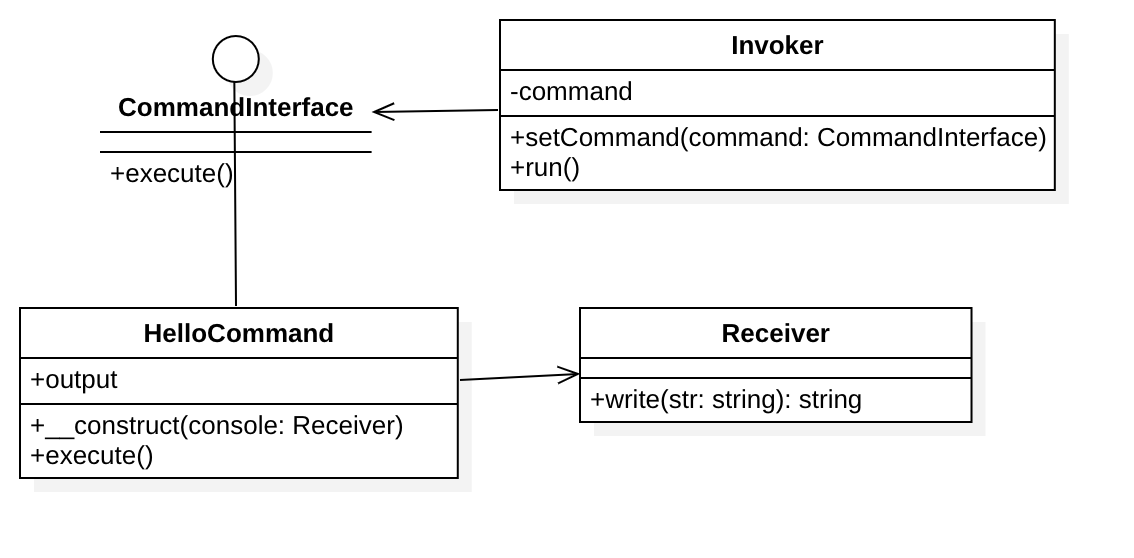 CommandInterface
+execute()
Invoker
-command
+setCommand(command: CommandInterface)
+run()
HelloCommand
+output
+__construct(console: Receiver)
+execute()
Receiver
+write(str: string): string